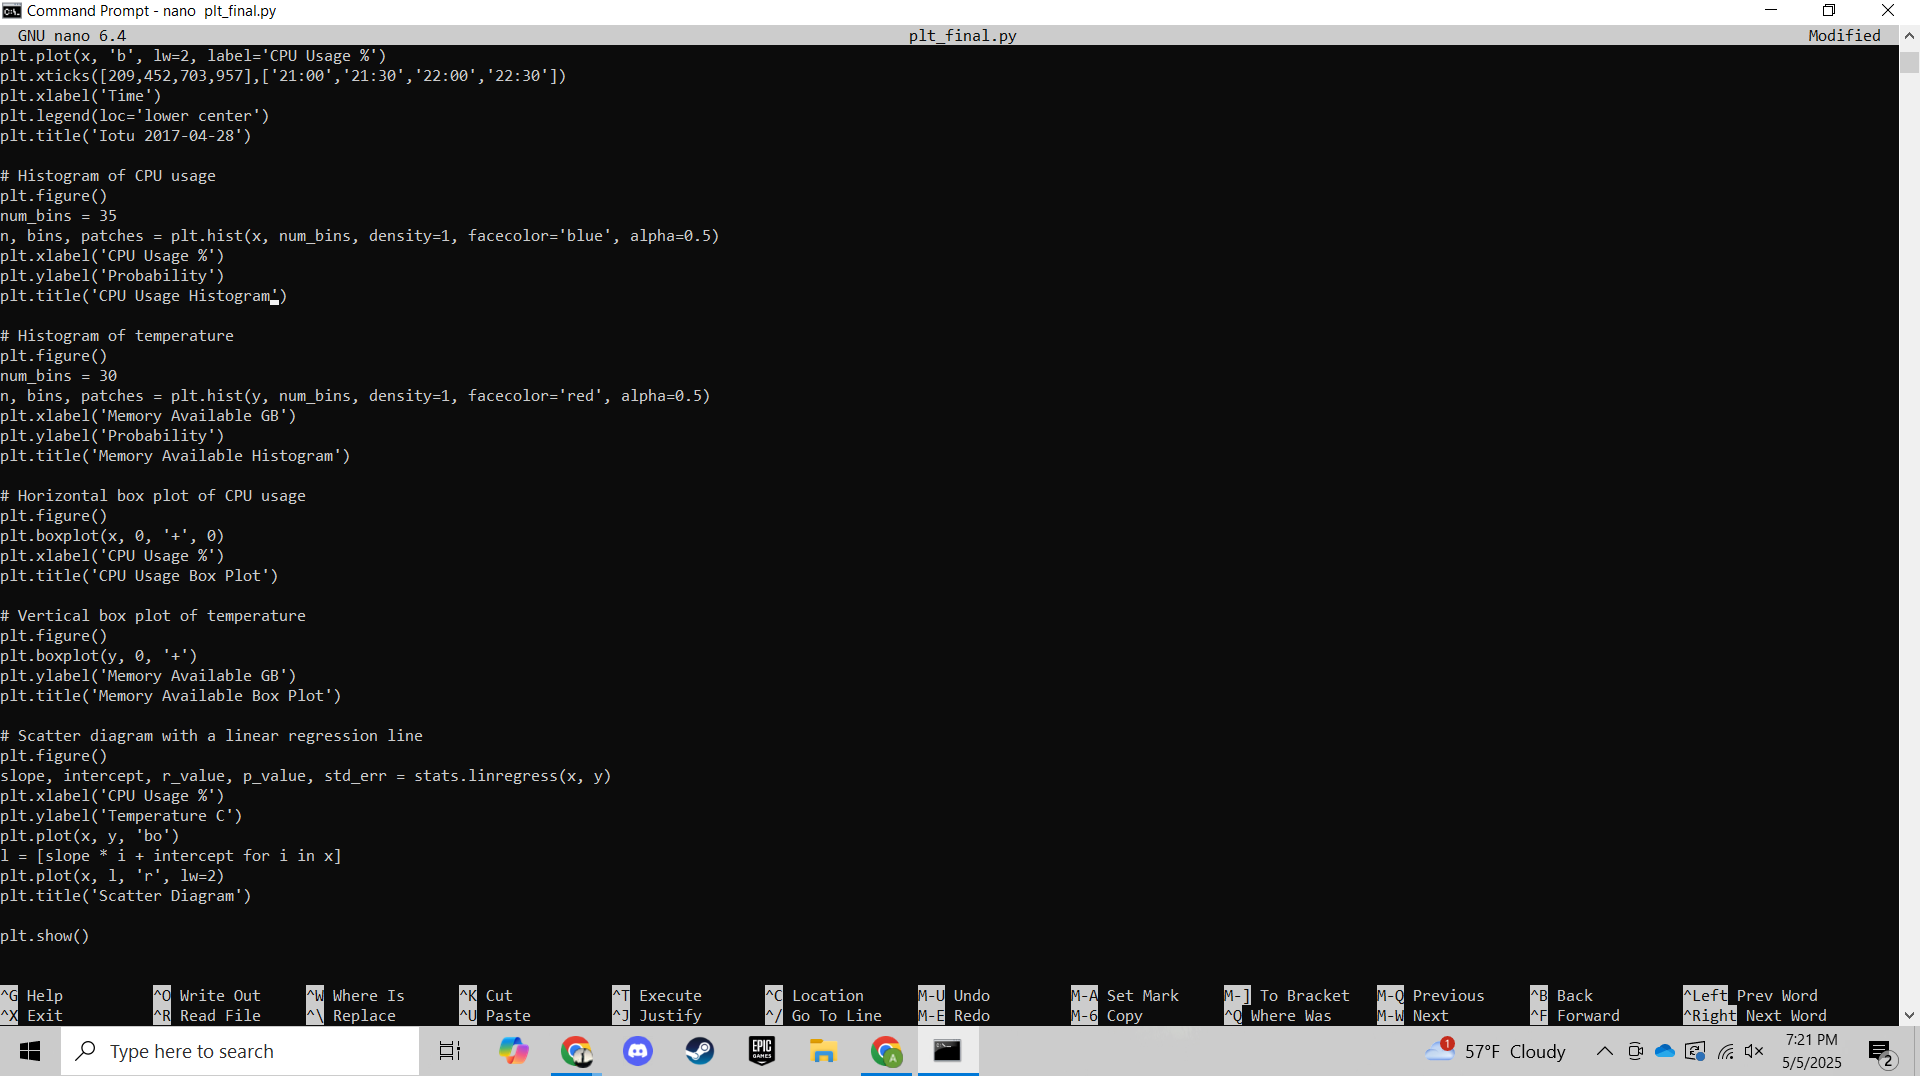 Command Prompt - nano  plt_final.py
GNU nano 6.4 plt_final.py Modified
plt.plot(x, 'b', lw=2, label='CPU Usage %')
plt.xticks([209,452,703,957],['21:00','21:30','22:00','22:30'])
plt.xlabel('Time')
plt.legend(loc='lower center')
plt.title('Iotu 2017-04-28')
# Histogram of CPU usage
plt.figure()
num_bins = 35
n, bins, patches = plt.hist(x, num_bins, density=1, facecolor='blue', alpha=0.5)
plt.xlabel('CPU Usage %')
plt.ylabel('Probability')
plt.title('CPU Usage Histogram')
# Histogram of temperature
plt.figure()
num_bins = 30
n, bins, patches = plt.hist(y, num_bins, density=1, facecolor='red', alpha=0.5)
plt.xlabel('Memory Available GB')
plt.ylabel('Probability')
plt.title('Memory Available Histogram')
# Horizontal box plot of CPU usage
plt.figure()
plt.boxplot(x, 0, '+', 0)
plt.xlabel('CPU Usage %')
plt.title('CPU Usage Box Plot')
# Vertical box plot of temperature
plt.figure()
plt.boxplot(y, 0, '+')
plt.ylabel('Memory Available GB')
plt.title('Memory Available Box Plot')
# Scatter diagram with a linear regression line
plt.figure()
slope, intercept, r_value, p_value, std_err = stats.linregress(x, y)
plt.xlabel('CPU Usage %')
plt.ylabel('Temperature C')
plt.plot(x, y, 'bo')
l = [slope * i + intercept for i in x]
plt.plot(x, l, 'r', lw=2)
plt.title('Scatter Diagram')
plt.show()
^G Help ^O Write Out ^W Where Is ^K Cut ^T Execute ^C Location M-U Undo M-A Set Mark M-] To Bracket M-Q Previous ^B Back ^Left Prev Word
^X Exit ^R Read File ^\ Replace ^U Paste ^J Justify ^/ Go To Line M-E Redo M-6 Copy ^Q Where Was M-W Next ^F Forward ^Right Next Word
Type here to search
EPIC GAMES
A
1
57°F Cloudy
7:21 PM
5/5/2025
2